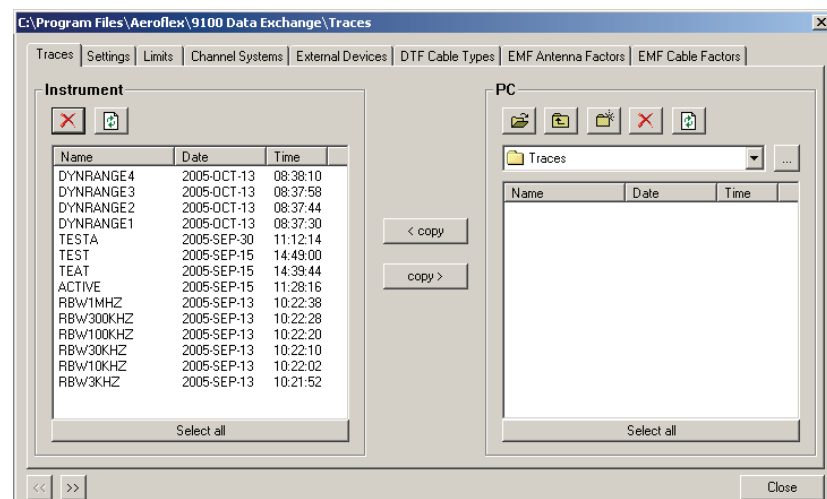 C:\Program Files\Aeroflex\9100 Data Exchange\Traces
Traces Settings Limits Channel Systems External Devices DTF Cable Types EMF Antenna Factors EMF Cable Factors
Instrument
Name Date Time
DYNRANGE4 2005-OCT-13 08:38:10
DYNRANGE3 2005-OCT-13 08:37:58
DYNRANGE2 2005-OCT-13 08:37:44
DYNRANGE1 2005-OCT-13 08:37:30
TESTA 2005-SEP-30 11:12:14
TEST 2005-SEP-15 14:49:00
TEAT 2005-SEP-15 14:39:44
ACTIVE 2005-SEP-15 11:28:16
RBW1MHZ 2005-SEP-13 10:22:38
RBW300KHZ 2005-SEP-13 10:22:28
RBW100KHZ 2005-SEP-13 10:22:20
RBW30KHZ 2005-SEP-13 10:22:10
RBW10KHZ 2005-SEP-13 10:22:02
RBW3KHZ 2005-SEP-13 10:21:52
Select all
< copy
copy >
PC
Traces
...
Name Date Time
Select all
<< >>
Close